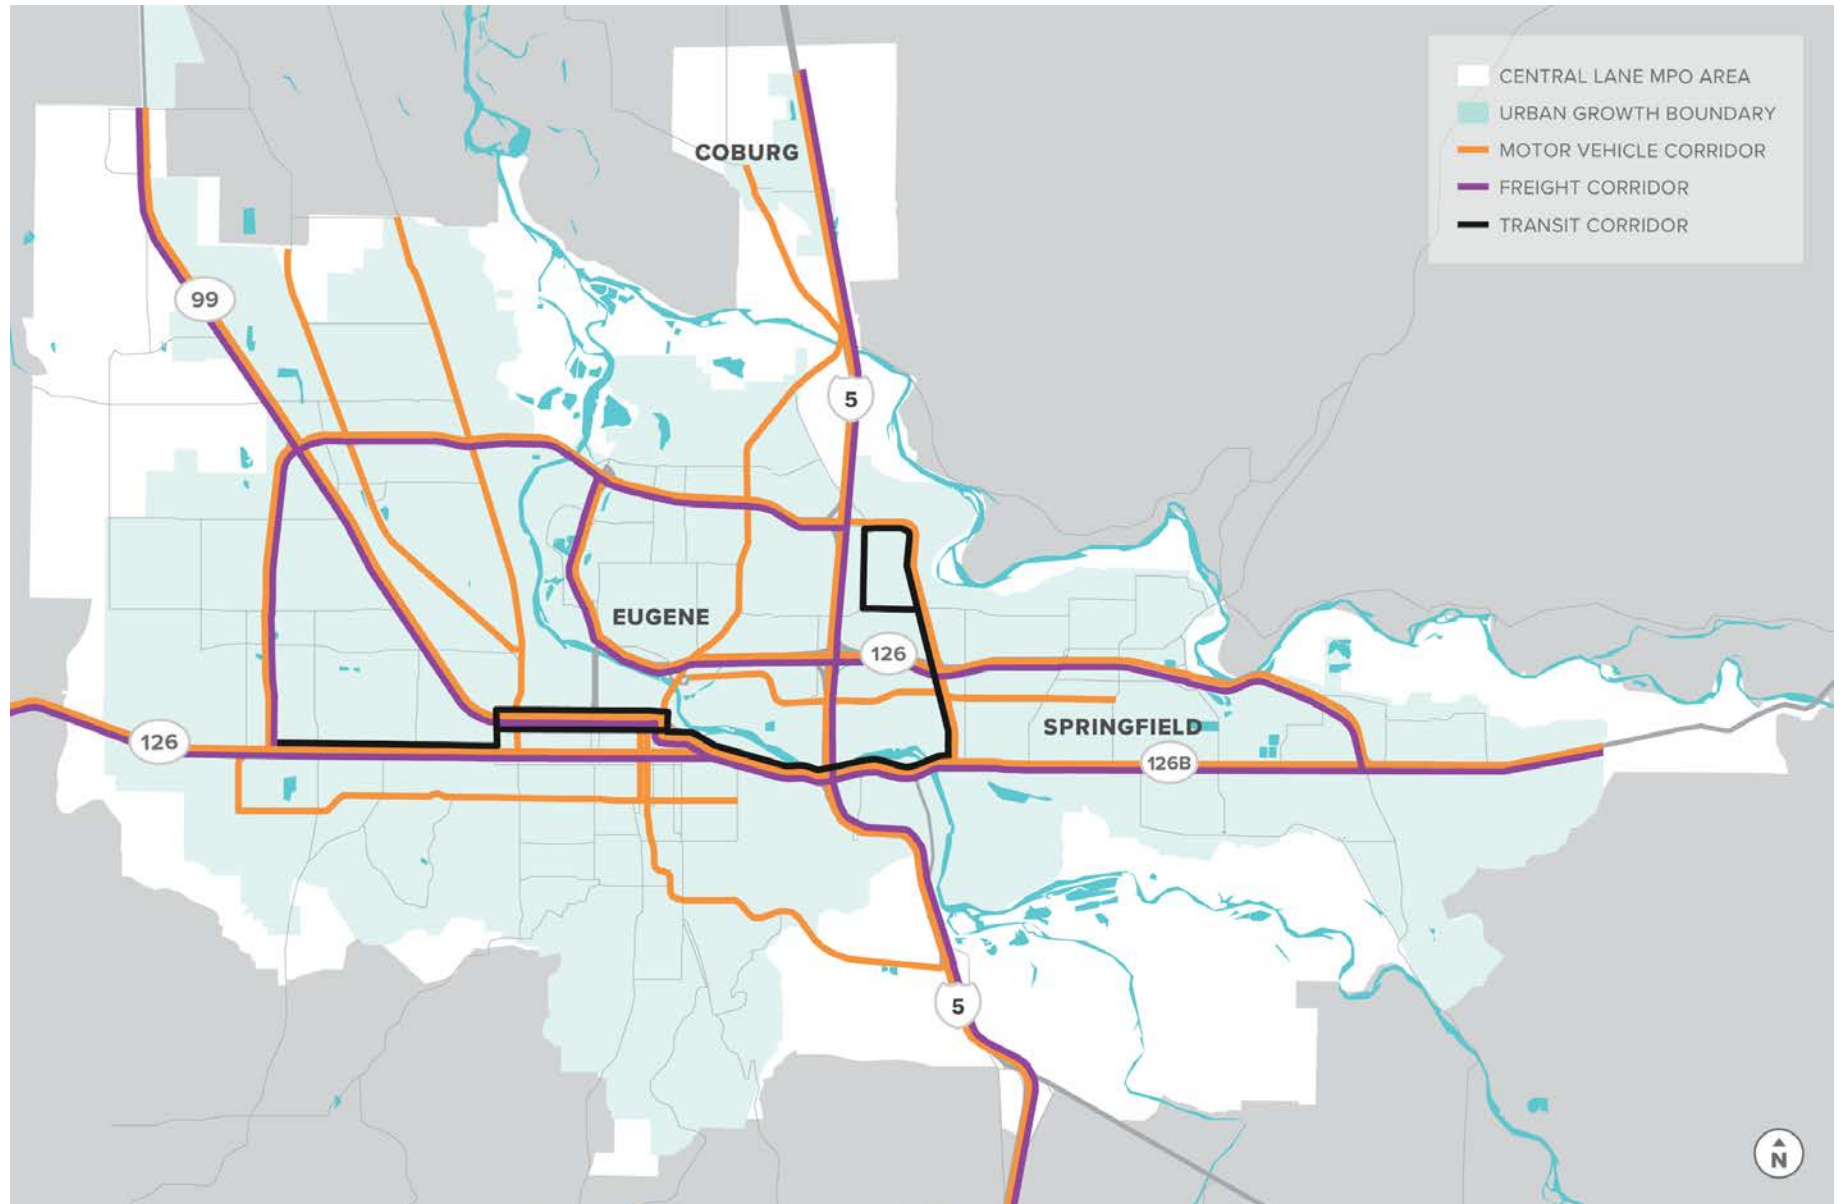 CENTRAL LANE MPO AREA
URBAN GROWTH BOUNDARY
MOTOR VEHICLE CORRIDOR
FREIGHT CORRIDOR
TRANSIT CORRIDOR
COBURG
99
5
EUGENE
126
SPRINGFIELD
126
126B
5
N